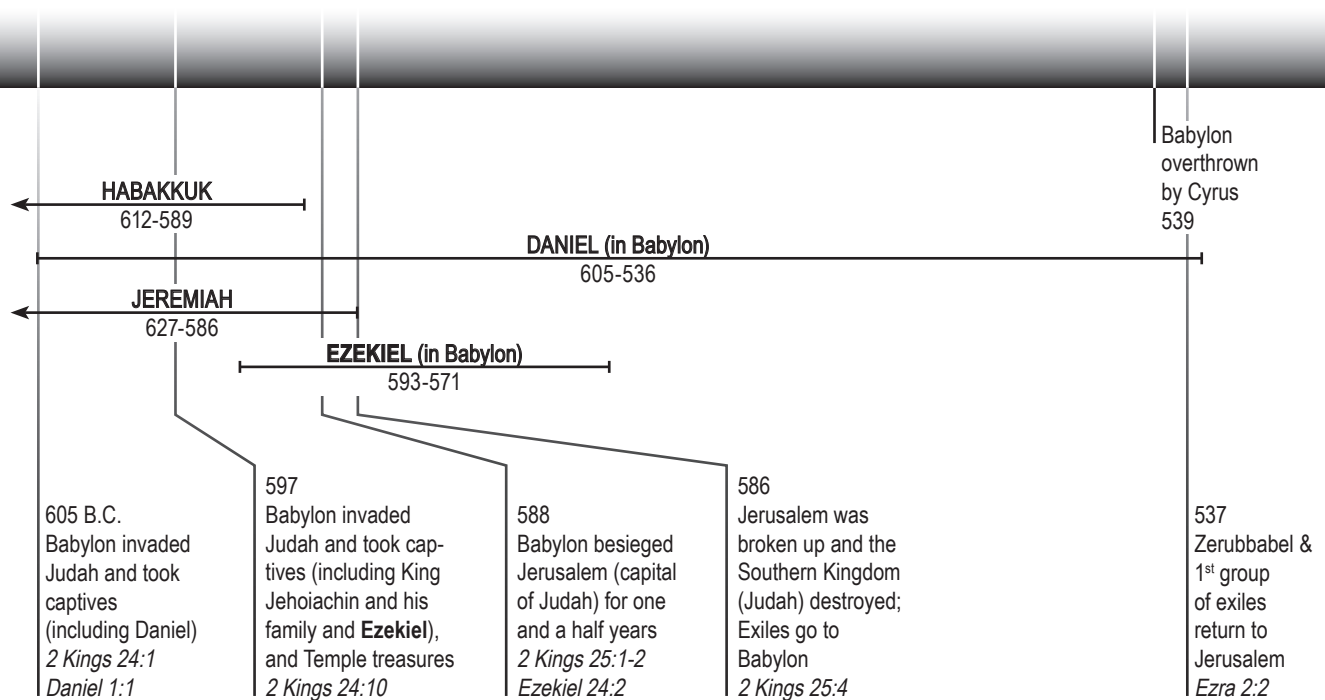 Babylon
overthrown
by Cyrus
539
HABAKKUK
612-589
DANIEL (in Babylon)
605-536
JEREMIAH
627-586
EZEKIEL (in Babylon)
593-571
605 B.C.
Babylon invaded
Judah and took
captives
(including Daniel)
2 Kings 24:1
Daniel 1:1
597
Babylon invaded
Judah and took cap-
tives (including King
Jehoiachin and his
family and Ezekiel),
and Temple treasures
2 Kings 24:10
588
Babylon besieged
Jerusalem (capital
of Judah) for one
and a half years
2 Kings 25:1-2
Ezekiel 24:2
586
Jerusalem was
broken up and the
Southern Kingdom
(Judah) destroyed;
Exiles go to
Babylon
2 Kings 25:4
537
Zerubbabel &
1st group
of exiles
return to
Jerusalem
Ezra 2:2